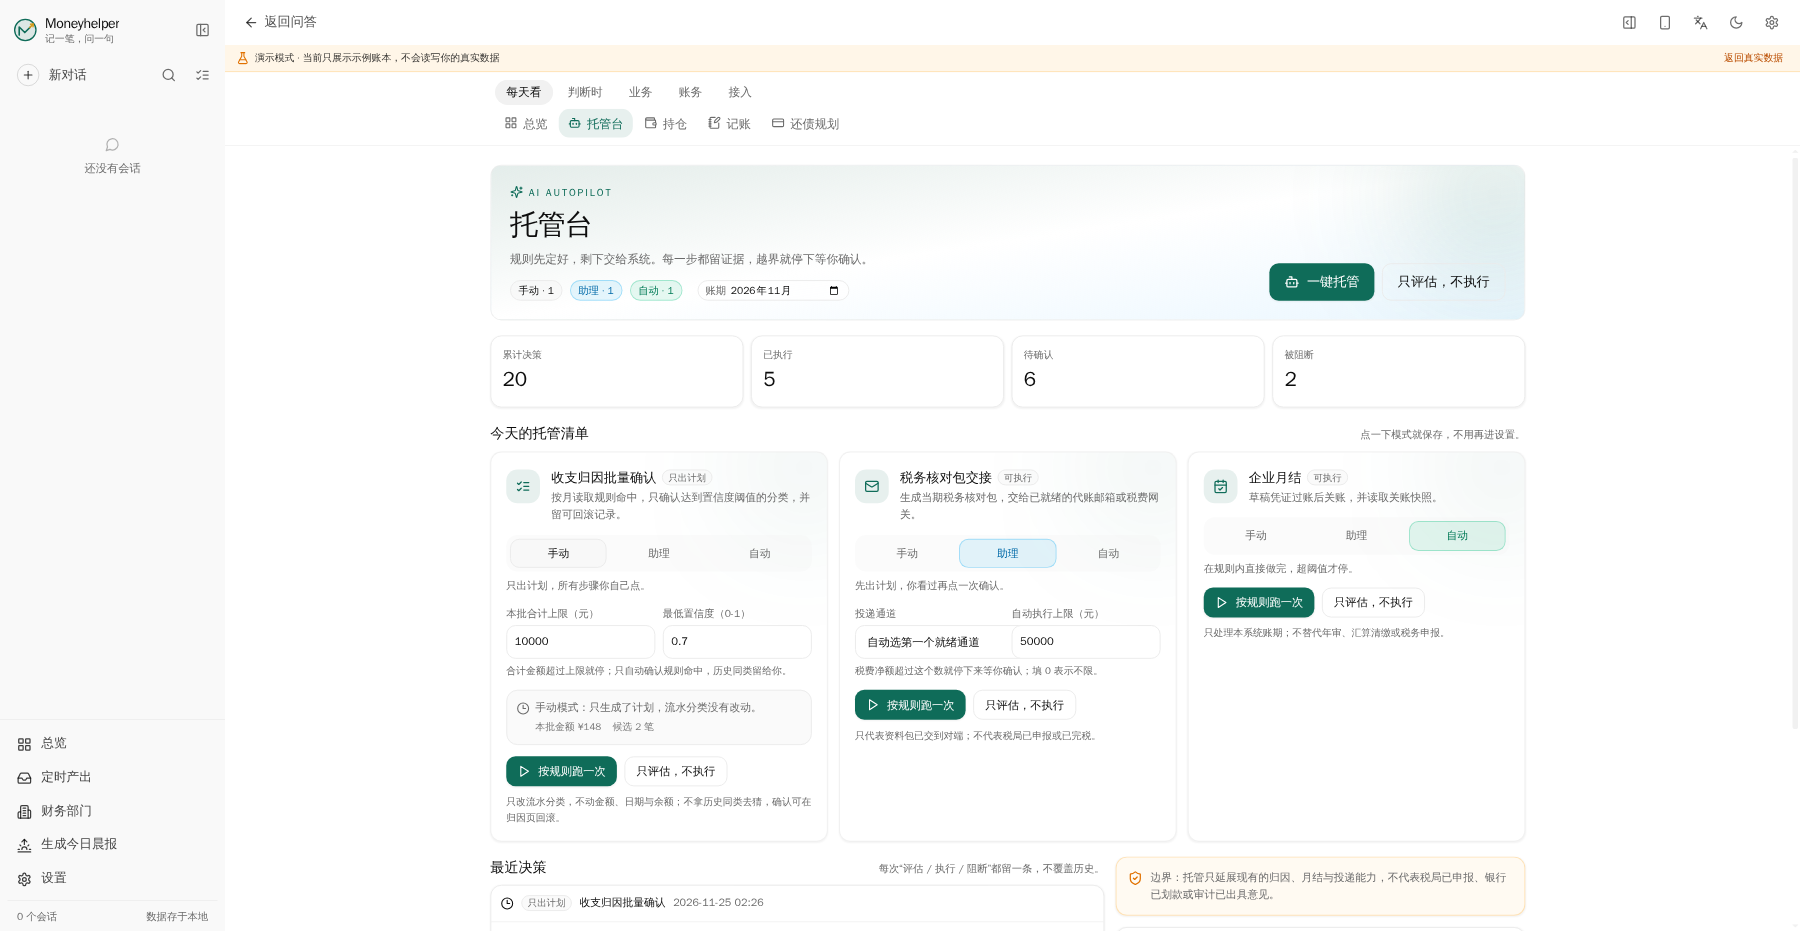 Moneyhelper
记一笔，问一句
新对话
还没有会话
总览
定时产出
财务部门
生成今日晨报
设置
0 个会话
数据存于本地
返回问答
演示模式 · 当前只展示示例账本，不会读写你的真实数据
返回真实数据
每天看
判断时
业务
账务
接入
总览
托管台
持仓
记账
还债规划
AI AUTOPILOT
托管台
规则先定好，剩下交给系统。每一步都留证据，越界就停下等你确认。
手动 · 1
助理 · 1
自动 · 1
账期 2026年11月
一键托管
只评估，不执行
累计决策
20
已执行
5
待确认
6
被阻断
2
今天的托管清单
点一下模式就保存，不用再进设置。
收支归因批量确认
只出计划
按月读取规则命中，只确认达到置信度阈值的分类，并
留可回滚记录。
手动
助理
自动
只出计划，所有步骤你自己点。
本批合计上限（元）
最低置信度（0-1）
10000
0.7
合计金额超过上限就停；只自动确认规则命中，历史同类留给你。
手动模式：只生成了计划，流水分类没有改动。
本批金额 ¥148
候选 2 笔
按规则跑一次
只评估，不执行
只改流水分类，不动金额、日期与余额；不拿历史同类去猜，确认可在
归因页回滚。
税务核对包交接
可执行
生成当期税务核对包，交给已就绪的代账邮箱或税费网
关。
手动
助理
自动
先出计划，你看过再点一次确认。
投递通道
自动执行上限（元）
自动选第一个就绪通道
50000
税费净额超过这个数就停下来等你确认；填 0 表示不限。
按规则跑一次
只评估，不执行
只代表资料包已交到对端；不代表税局已申报或已完税。
企业月结
可执行
草稿凭证过账后关账，并读取关账快照。
手动
助理
自动
在规则内直接做完，超阈值才停。
按规则跑一次
只评估，不执行
只处理本系统账期；不替代年审、汇算清缴或税务申报。
最近决策
每次“评估 / 执行 / 阻断”都留一条，不覆盖历史。
只出计划
收支归因批量确认
2026-11-25 02:26
边界：托管只延展现有的归因、月结与投递能力，不代表税局已申报、银行
已划款或审计已出具意见。